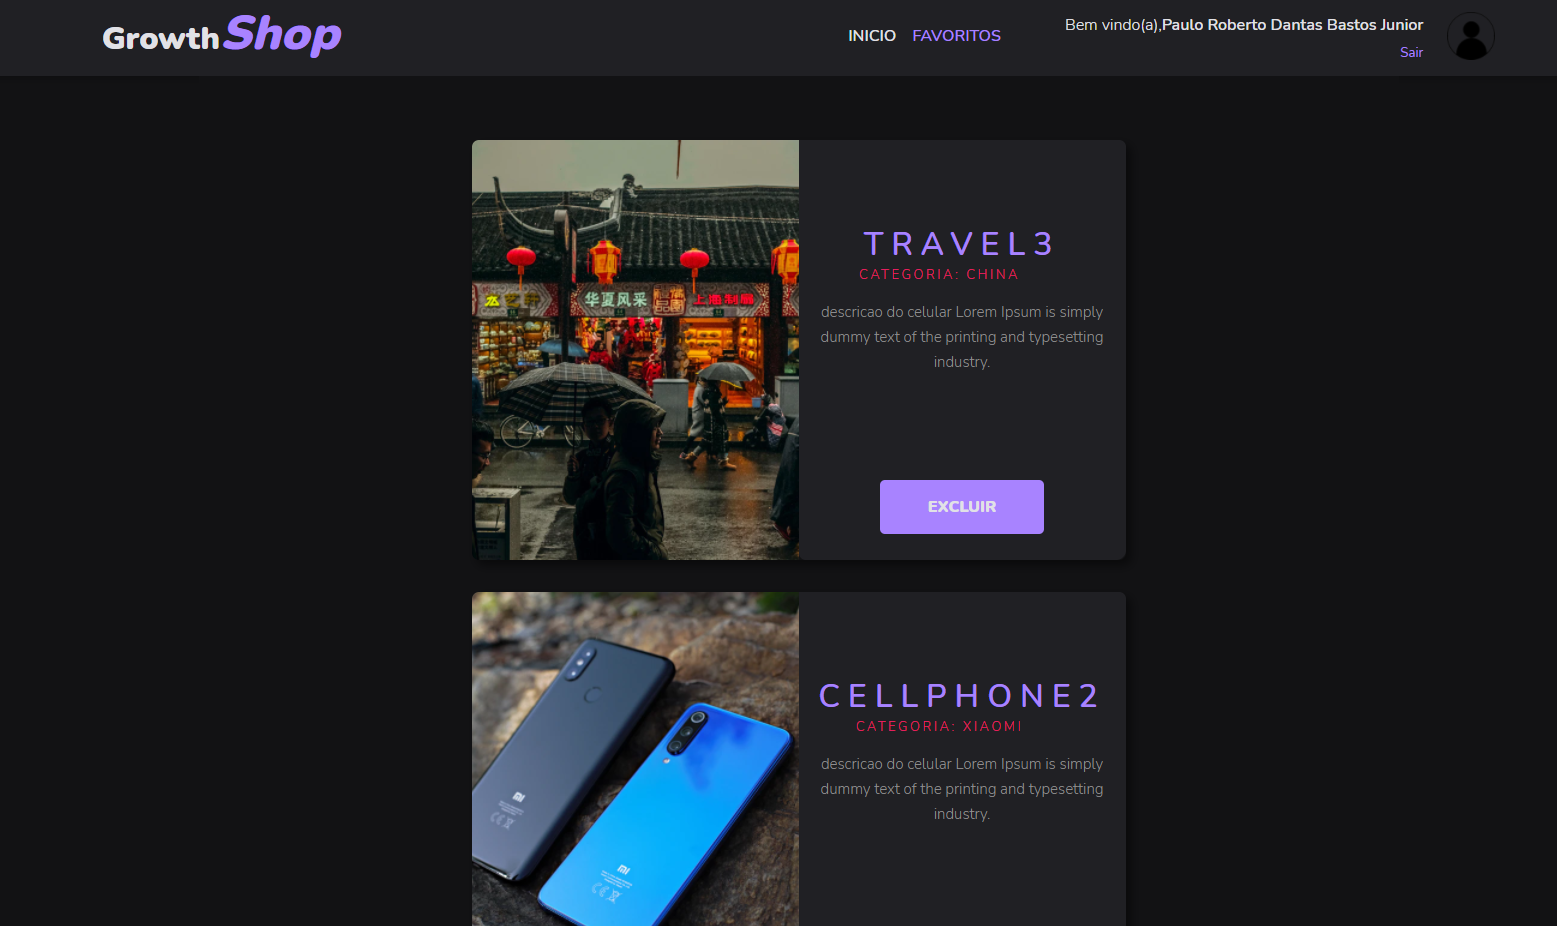 Growth Shop
INICIO FAVORITOS
Bem vindo(a),Paulo Roberto Dantas Bastos Junior
Sair
华夏风采
上海制扇
TRAVEL3
CATEGORIA: CHINA
descricao do celular Lorem Ipsum is simply
dummy text of the printing and typesetting
industry.
EXCLUIR
CELLPHONE2
CATEGORIA: XIAOMI
descricao do celular Lorem Ipsum is simply
dummy text of the printing and typesetting
industry.